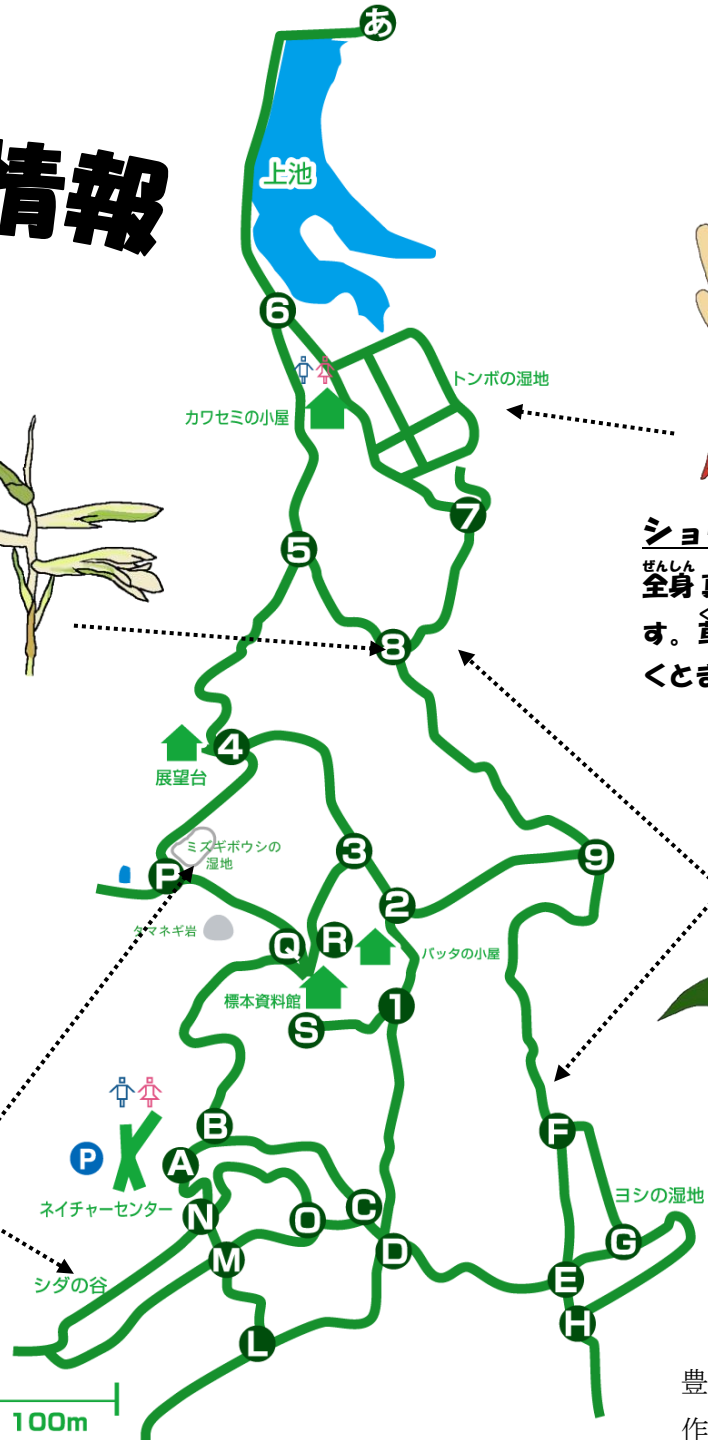 あ
情報
上池
6
トンボの湿地
カワセミの小屋
7
ショ
ぜんしん
全身
5
す。
8
くとき
4
展望台
ミズギボウシの
湿地
3
9
P
2
タマネギ岩
Q
R
バッタの小屋
標本資料館
1
S
B
F
P
A
ネイチャーセンター
ヨシの湿地
N
O
C
G
M
D
シダの谷
E
H
L
100m
豊
作